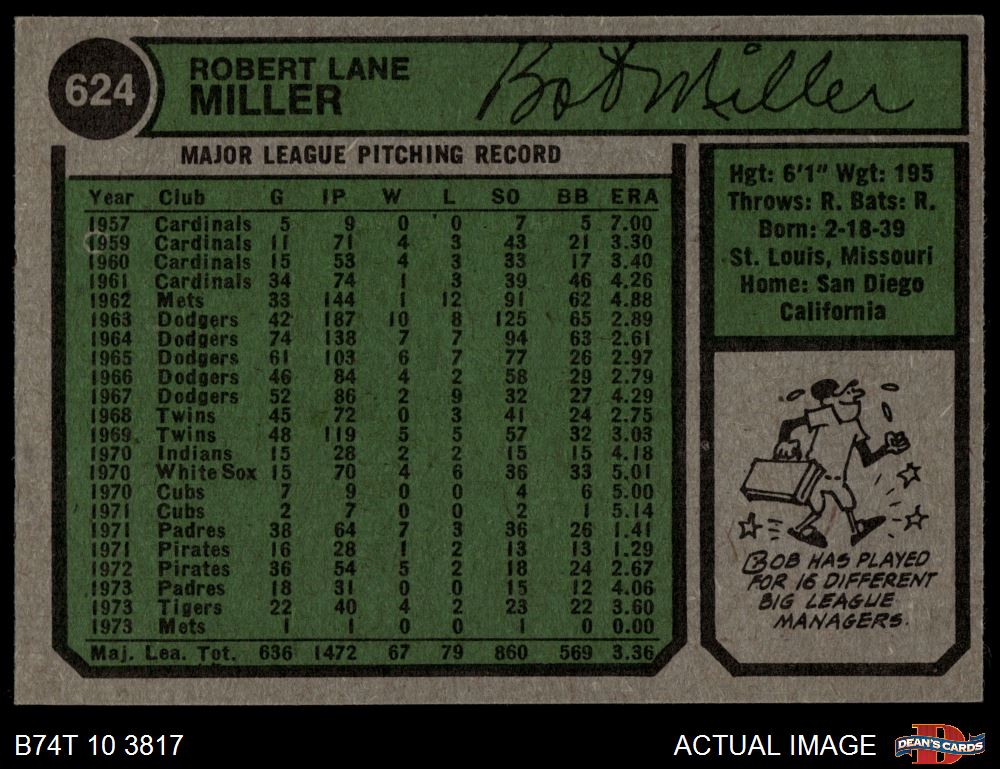 624
ROBERT LANE
MILLER
Bob Miller
MAJOR LEAGUE PITCHING RECORD
Year Club G IP W L SO BB ERA
1957 Cardinals 5 9 0 0 7 5 7.00
1959 Cardinals 11 71 4 3 43 21 3.30
1960 Cardinals 15 53 4 3 33 17 3.40
1961 Cardinals 34 74 1 3 39 46 4.26
1962 Mets 33 144 1 12 91 62 4.88
1963 Dodgers 42 187 10 8 125 65 2.89
1964 Dodgers 74 138 7 7 94 63 2.61
1965 Dodgers 61 103 6 7 77 26 2.97
1966 Dodgers 46 84 4 2 58 29 2.79
1967 Dodgers 52 86 2 9 32 27 4.29
1968 Twins 45 72 0 3 41 24 2.75
1969 Twins 48 119 5 5 57 32 3.03
1970 Indians 15 28 2 2 15 15 4.18
1970 White Sox 15 70 4 6 36 33 5.01
1970 Cubs 7 9 0 0 4 6 5.00
1971 Cubs 2 7 0 0 2 1 5.14
1971 Padres 38 64 7 3 36 26 1.41
1971 Pirates 16 28 1 2 13 13 1.29
1972 Pirates 36 54 5 2 18 24 2.67
1973 Padres 18 31 0 0 15 12 4.06
1973 Tigers 22 40 4 2 23 22 3.60
1973 Mets 1 1 0 0 1 0 0.00
Maj. Lea. Tot. 636 1472 67 79 860 569 3.36
Hgt: 6'1" Wgt: 195
Throws: R. Bats: R.
Born: 2-18-39
St. Louis, Missouri
Home: San Diego
California
BOB HAS PLAYED
FOR 16 DIFFERENT
BIG LEAGUE
MANAGERS.
B74T 10 3817
ACTUAL IMAGE
DEAN'S CARDS